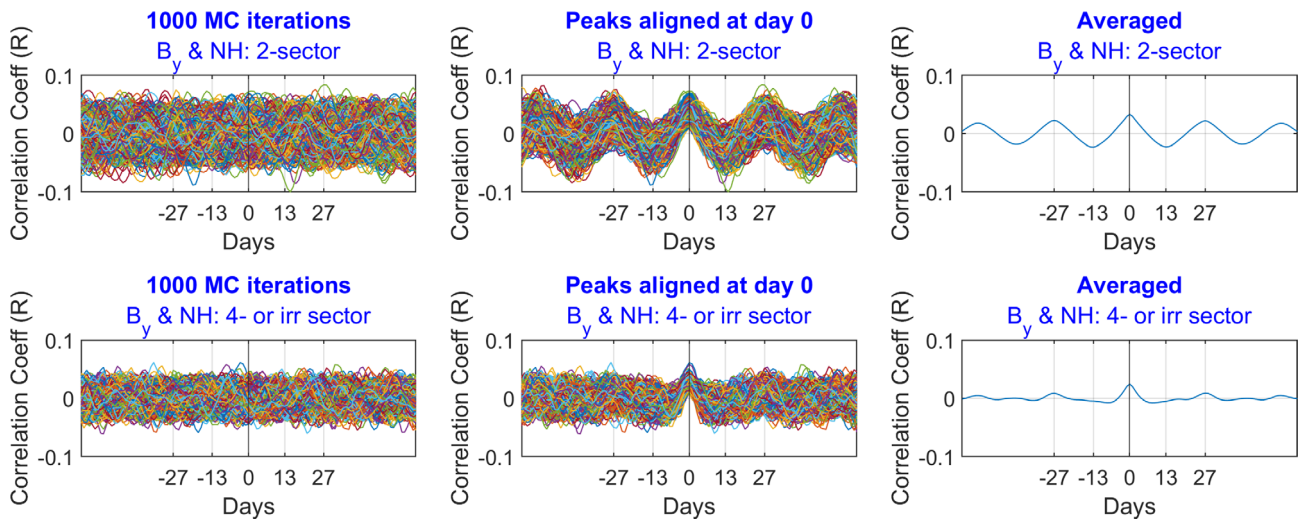 1000 MC iterations
B_y & NH: 2-sector
Correlation Coeff (R)
0.1
0
-0.1
-27 -13 0 13 27
Days
Peaks aligned at day 0
B_y & NH: 2-sector
Correlation Coeff (R)
0.1
0
-0.1
-27 -13 0 13 27
Days
Averaged
B_y & NH: 2-sector
Correlation Coeff (R)
0.1
0
-0.1
-27 -13 0 13 27
Days
1000 MC iterations
B_y & NH: 4- or irr sector
Correlation Coeff (R)
0.1
0
-0.1
-27 -13 0 13 27
Days
Peaks aligned at day 0
B_y & NH: 4- or irr sector
Correlation Coeff (R)
0.1
0
-0.1
-27 -13 0 13 27
Days
Averaged
B_y & NH: 4- or irr sector
Correlation Coeff (R)
0.1
0
-0.1
-27 -13 0 13 27
Days